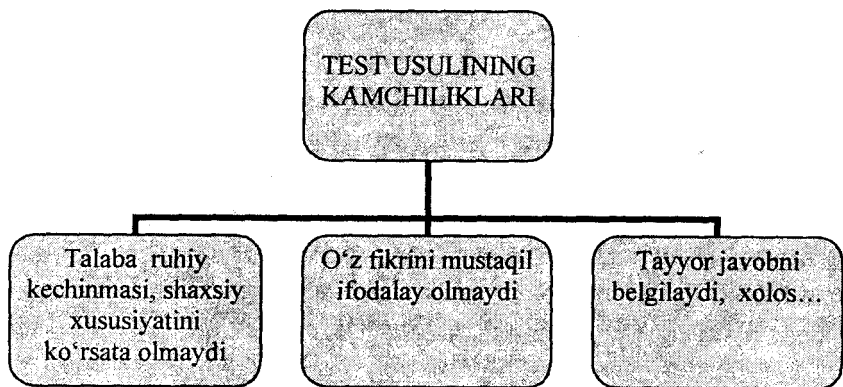 TEST USULINING
KAMCHILIKLARI
Talaba ruhiy
kechinmasi, shaxsiy
xususiyatini
ko‘rsata olmaydi
O‘z fikrini mustaqil
ifodalay olmaydi
Tayyor javobni
belgilaydi, xolos...